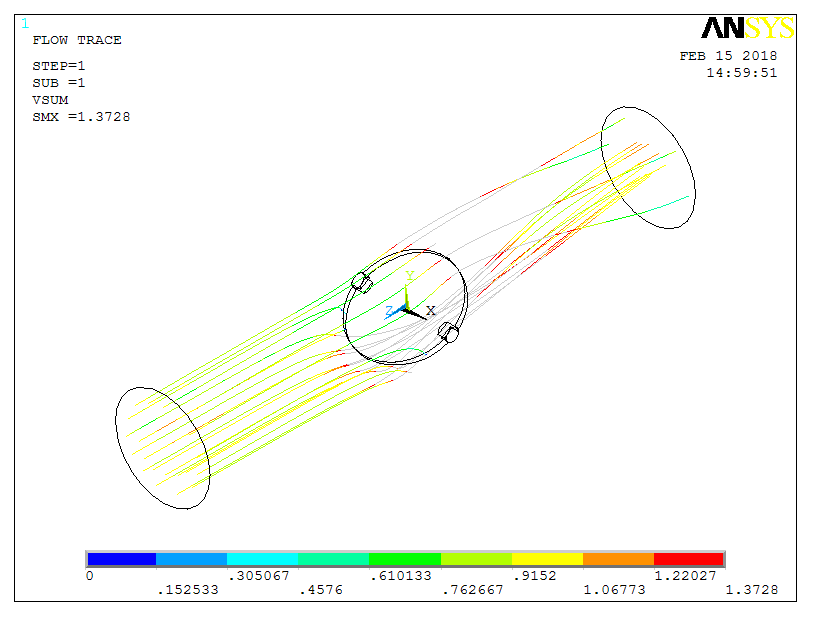 1
FLOW TRACE
STEP=1
SUB =1
VSUM
SMX =1.3728
ANSYS
FEB 15 2018
14:59:51
Y
Z
X
0
.152533
.305067
.4576
.610133
.762667
.9152
1.06773
1.22027
1.3728